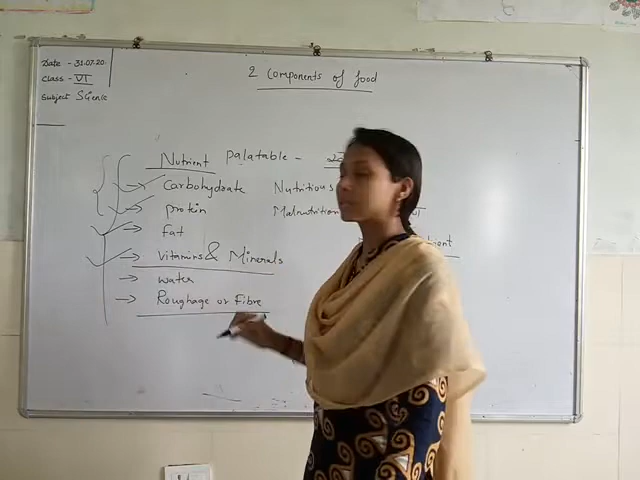 Date - 31.07.20
Class - VI
Subject Science
2 Components of food
Nutrient palatable -
Carbohydrate Nutritious
protein Malnutrition
fat
vitamins & Minerals
water
Roughage or Fibre